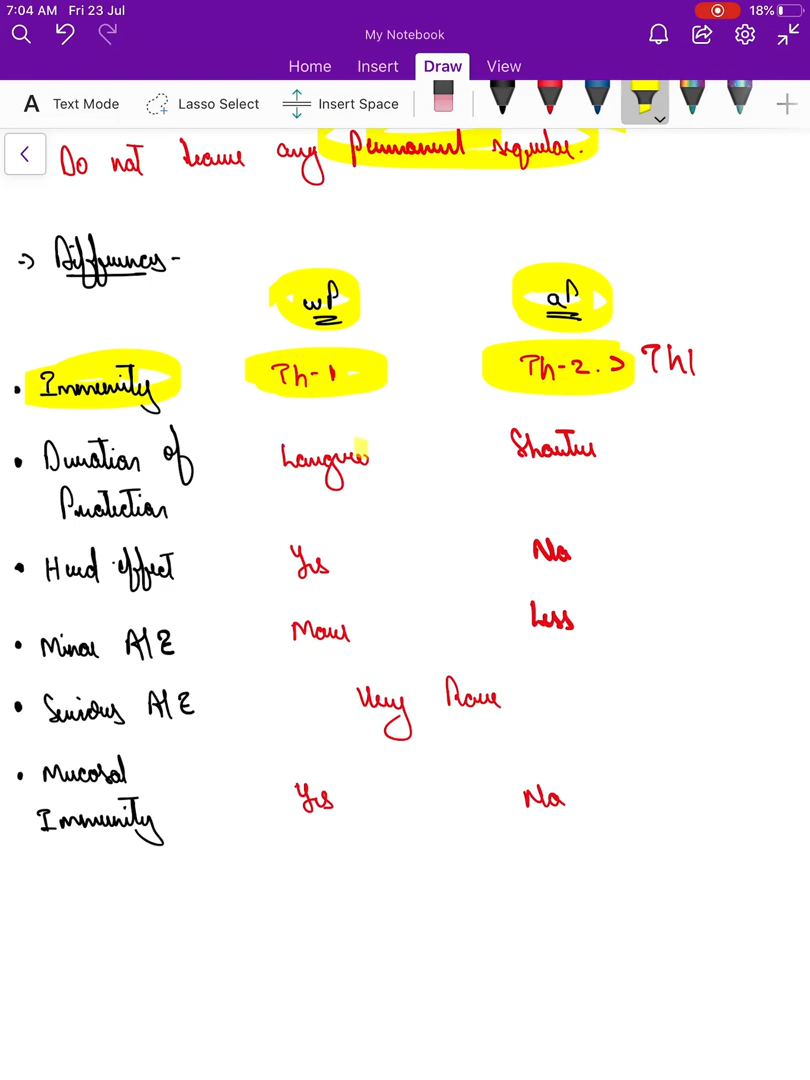 7:04 AM Fri 23 Jul 18%
My Notebook
Home Insert Draw View
A Text Mode Lasso Select Insert Space
Do not leave any Permanent sequelae.
=> Differences-
wP aP
• Immunity Th-1 Th-2. > Th1
• Duration of Longer Shorter
Protection
• Herd effect Yes No
• Minor A/E More Less
• Serious A/E Very Rare
• Mucosal
Immunity Yes No